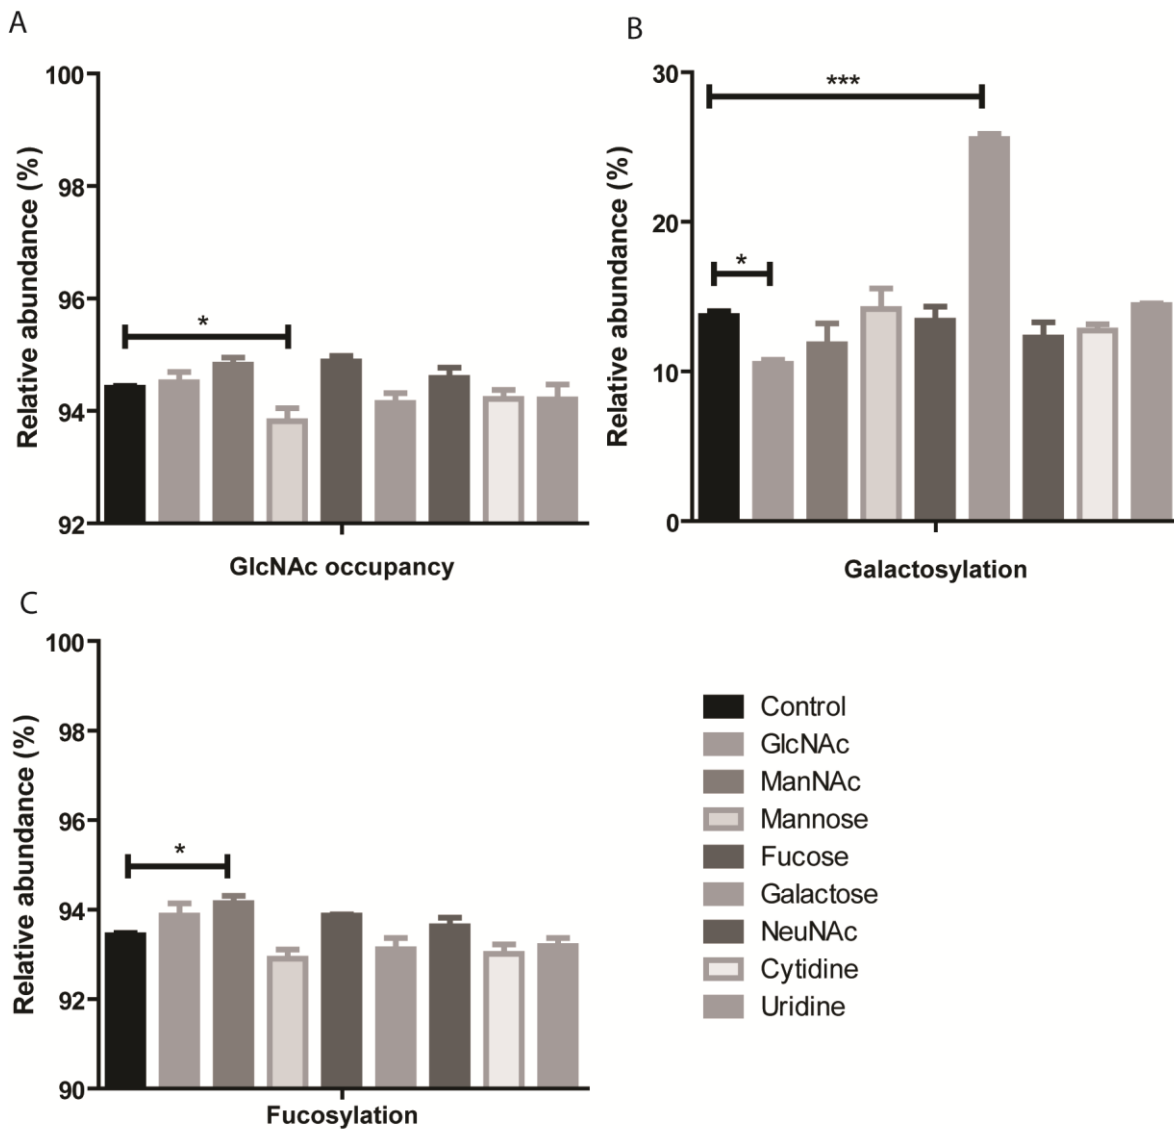 A
Relative abundance (%)
100
98
96
94
92
*
GlcNAc occupancy
B
Relative abundance (%)
30
20
10
0
***
*
Galactosylation
C
Relative abundance (%)
100
98
96
94
92
90
*
Fucosylation
Control
GlcNAc
ManNAc
Mannose
Fucose
Galactose
NeuNAc
Cytidine
Uridine